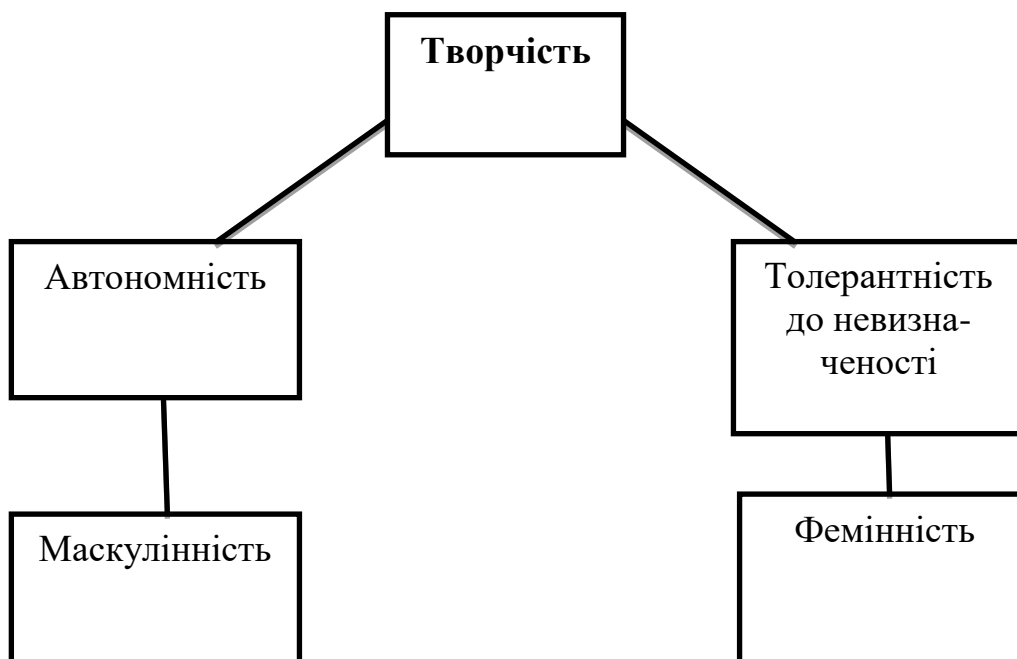 Творчість
Автономність
Толерантність
до невизна-
ченості
Маскулінність
Фемінність